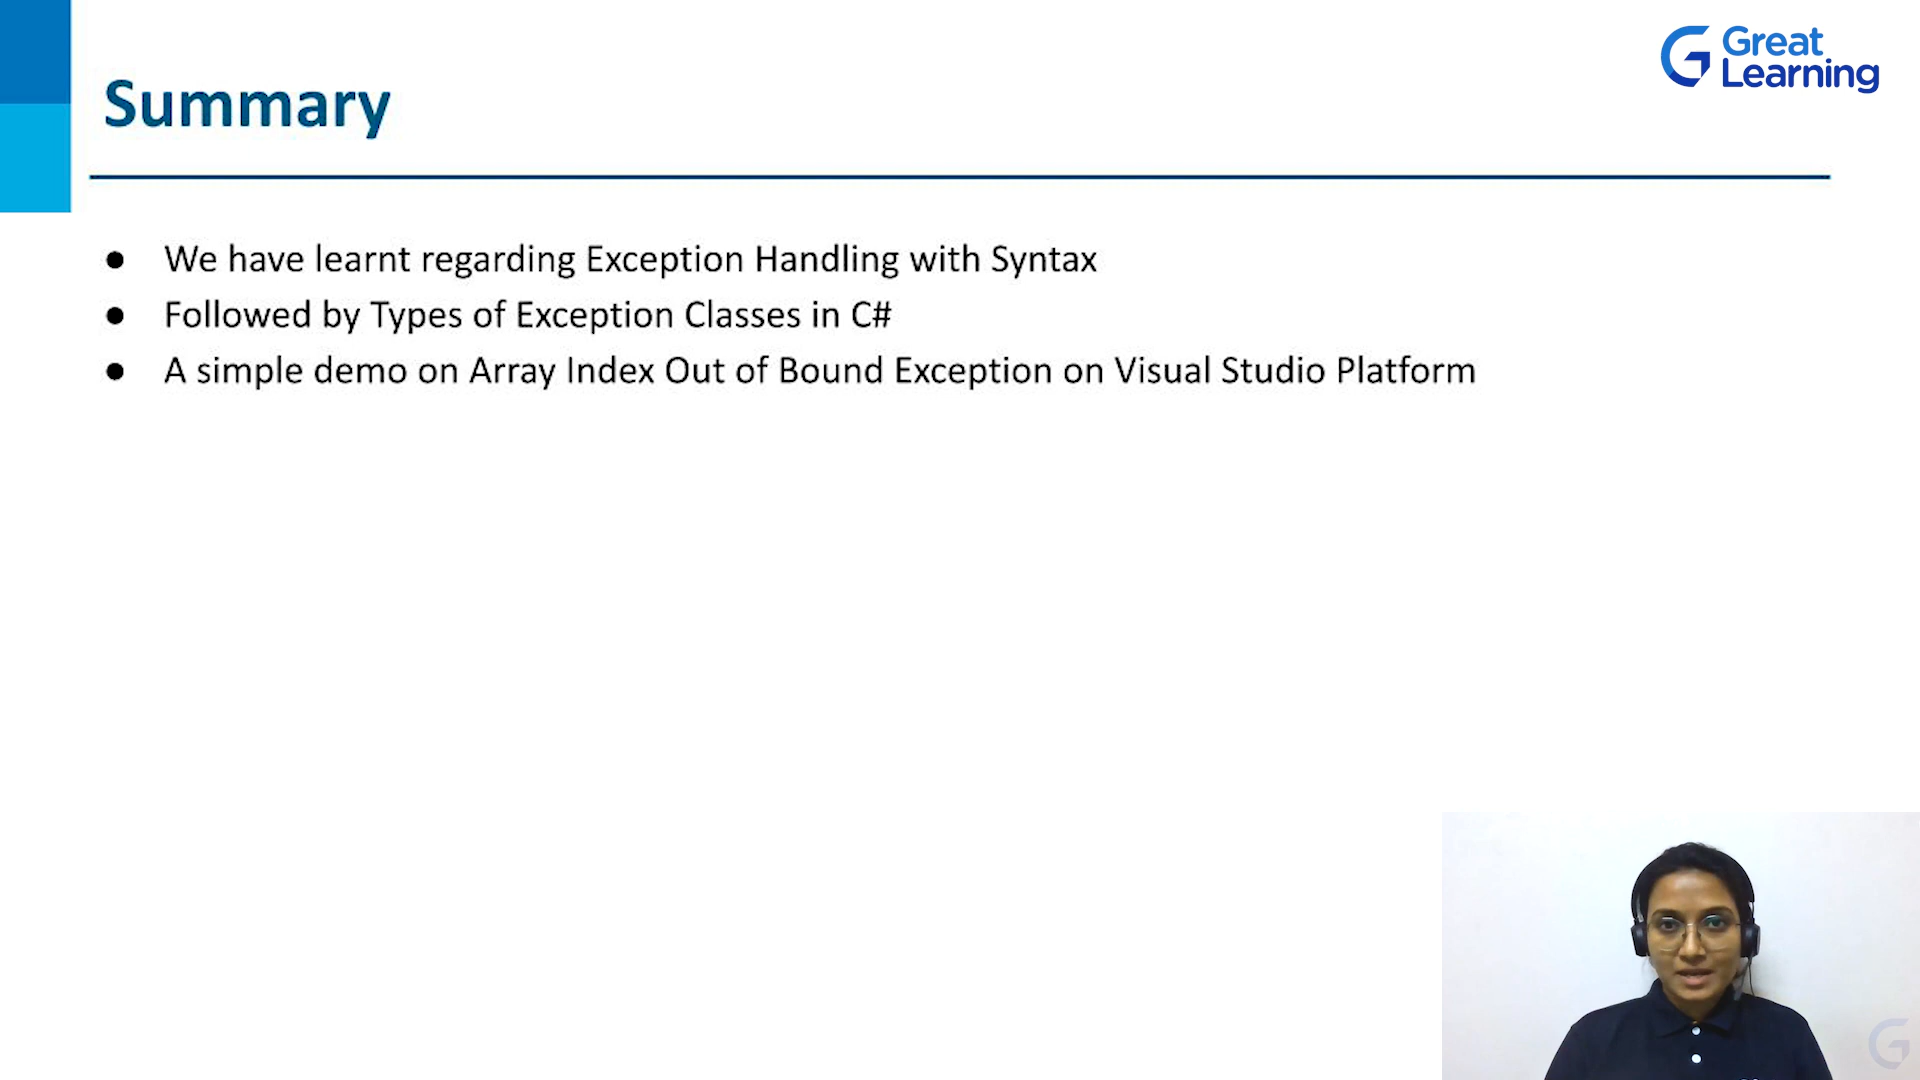 Great
Learning
Summary
● We have learnt regarding Exception Handling with Syntax
● Followed by Types of Exception Classes in C#
● A simple demo on Array Index Out of Bound Exception on Visual Studio Platform